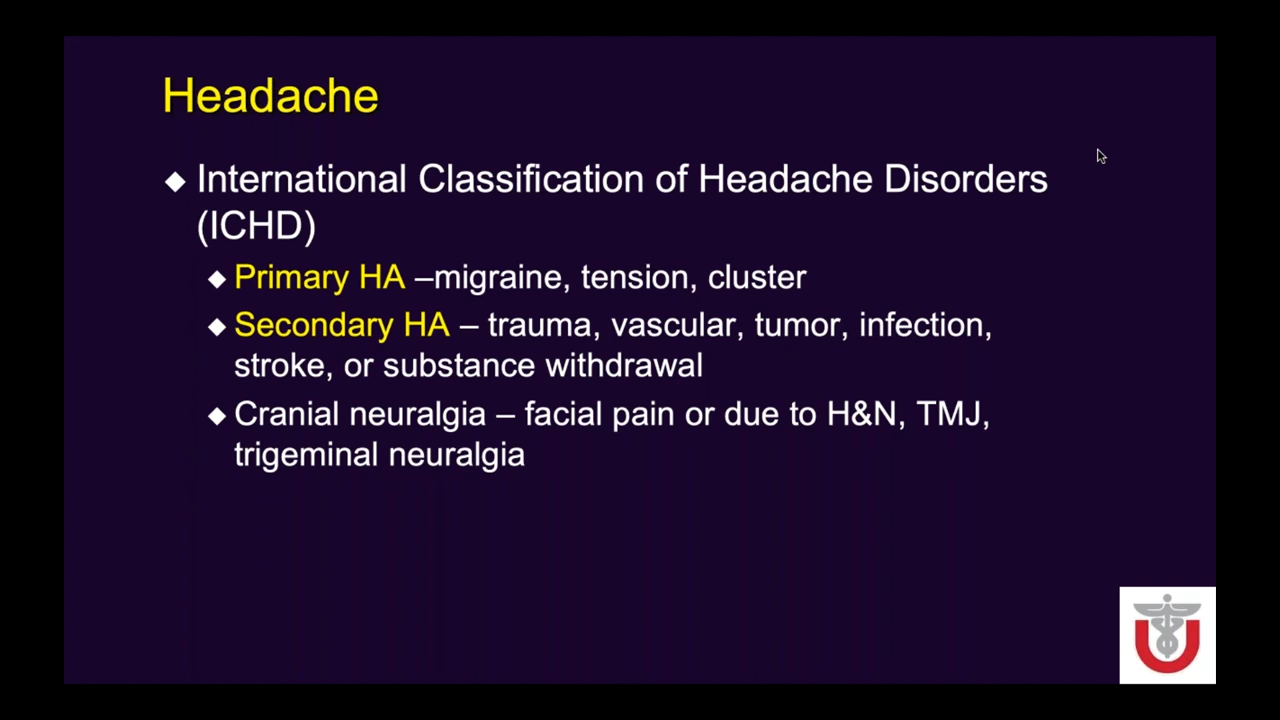 Headache
◆ International Classification of Headache Disorders
(ICHD)
◆ Primary HA –migraine, tension, cluster
◆ Secondary HA – trauma, vascular, tumor, infection,
stroke, or substance withdrawal
◆ Cranial neuralgia – facial pain or due to H&N, TMJ,
trigeminal neuralgia
U